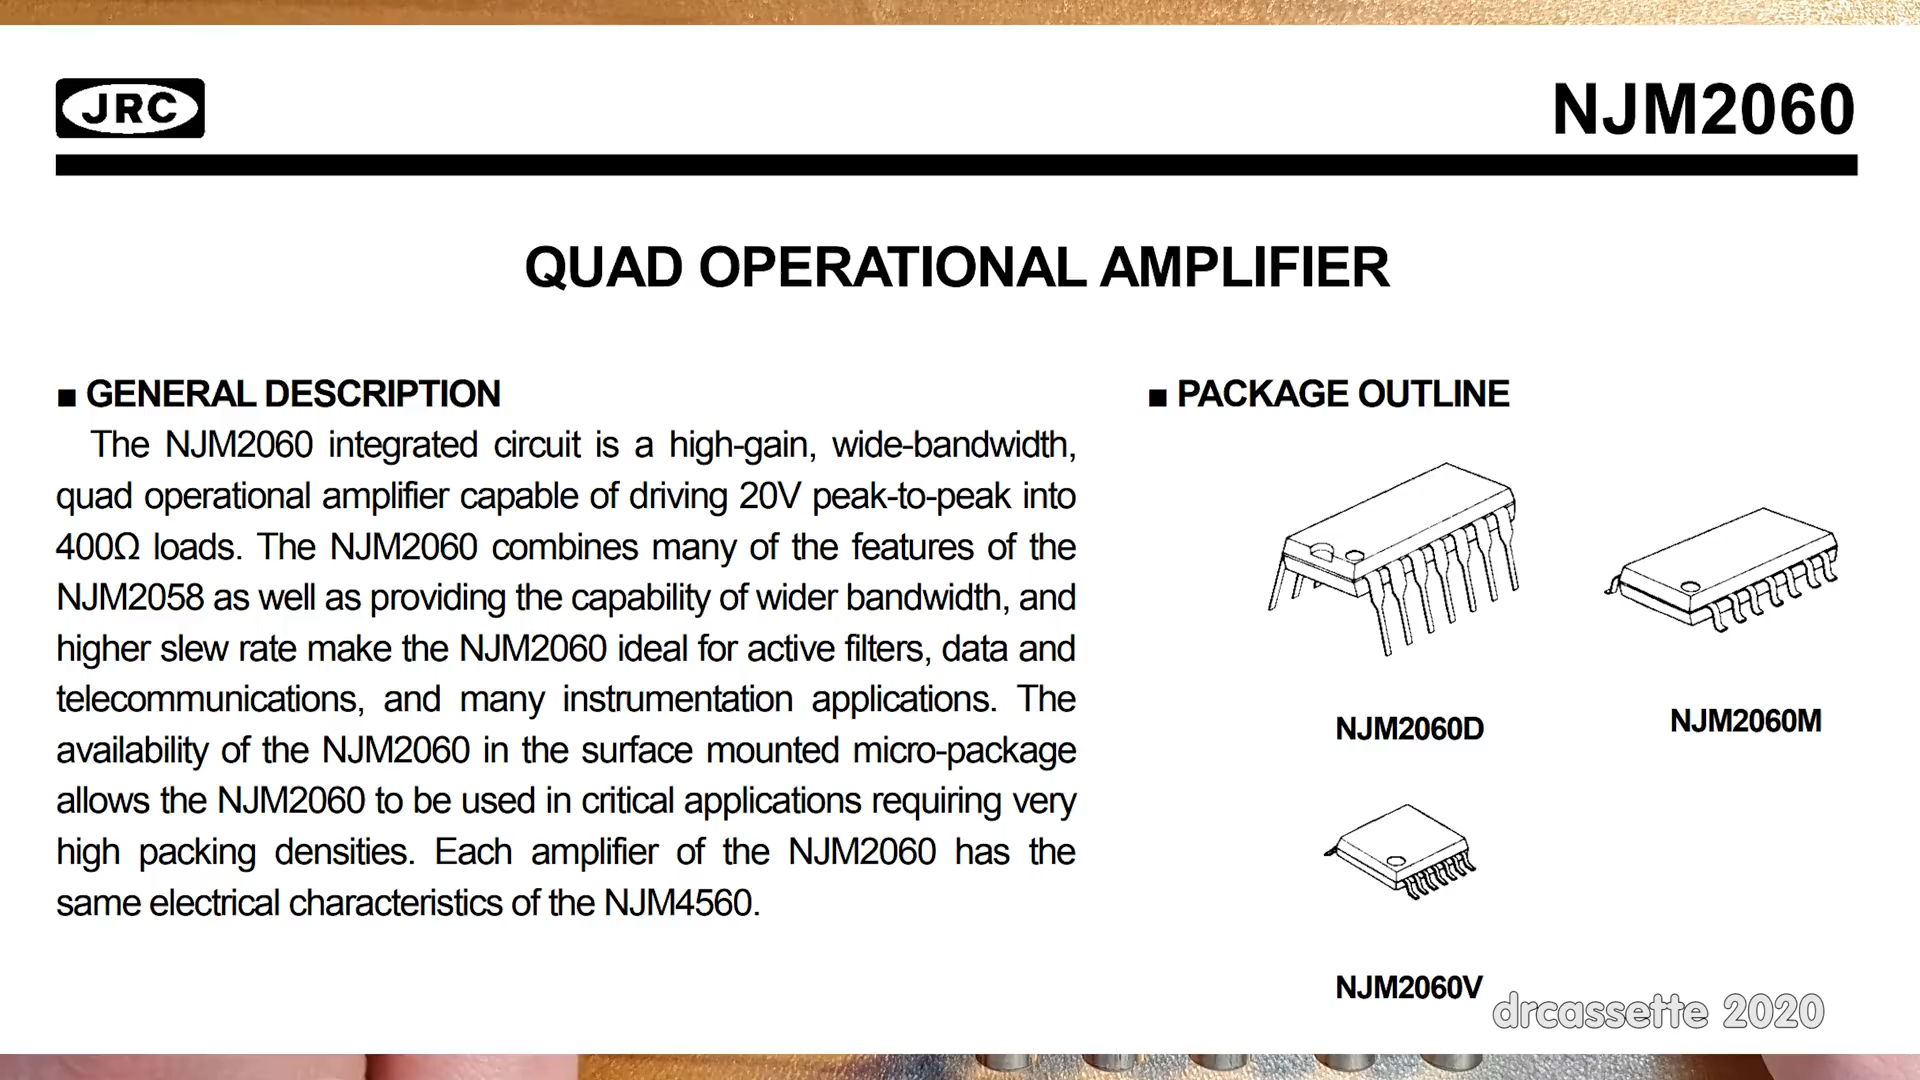 JRC
NJM2060
QUAD OPERATIONAL AMPLIFIER
■ GENERAL DESCRIPTION
The NJM2060 integrated circuit is a high-gain, wide-bandwidth,
quad operational amplifier capable of driving 20V peak-to-peak into
400Ω loads. The NJM2060 combines many of the features of the
NJM2058 as well as providing the capability of wider bandwidth, and
higher slew rate make the NJM2060 ideal for active filters, data and
telecommunications, and many instrumentation applications. The
availability of the NJM2060 in the surface mounted micro-package
allows the NJM2060 to be used in critical applications requiring very
high packing densities. Each amplifier of the NJM2060 has the
same electrical characteristics of the NJM4560.
■ PACKAGE OUTLINE
NJM2060D
NJM2060M
NJM2060V
drcassette 2020